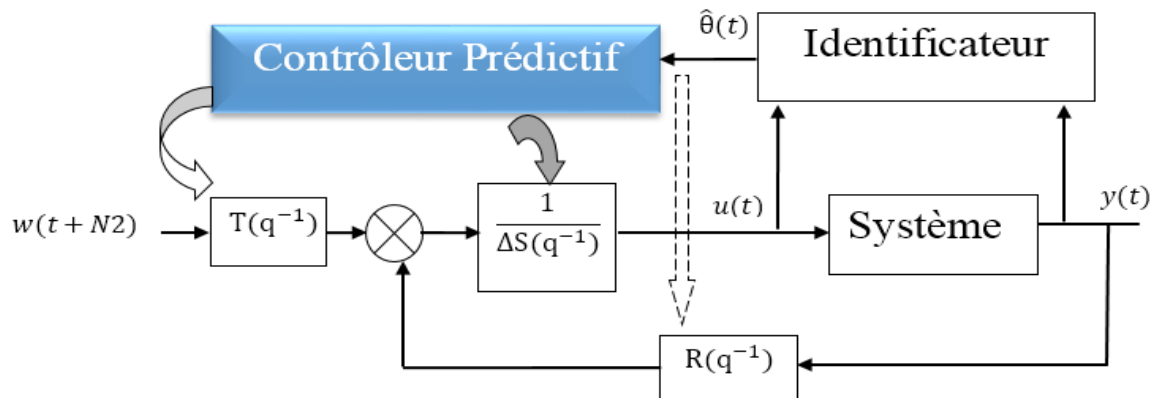 Contrôleur Prédictif
θ̂(t)
Identificateur
w(t + N2)
T(q⁻¹)
1
ΔS(q⁻¹)
u(t)
Système
y(t)
R(q⁻¹)